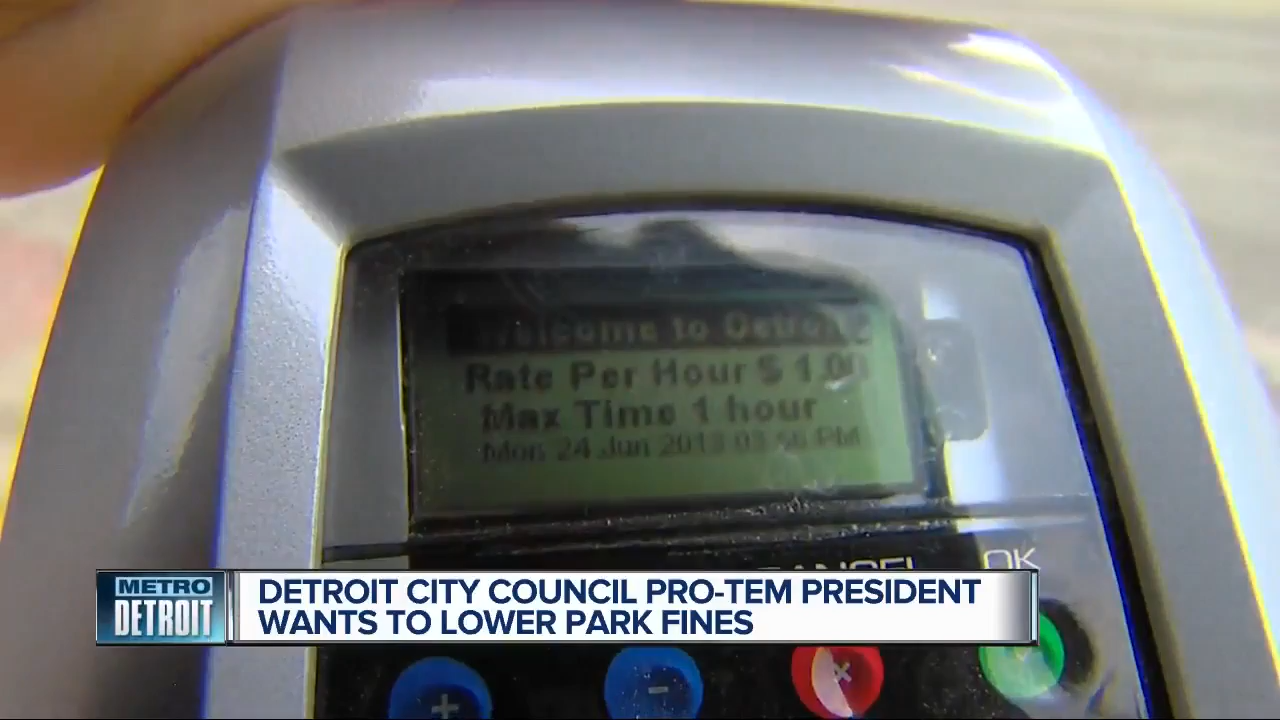 Welcome to Detroit
Rate Per Hour $ 1.00
Max Time 1 hour
Mon 24 Jun 2013 03:56 PM
CANCEL OK
METRO
DETROIT
DETROIT CITY COUNCIL PRO-TEM PRESIDENT
WANTS TO LOWER PARK FINES
+ - ×